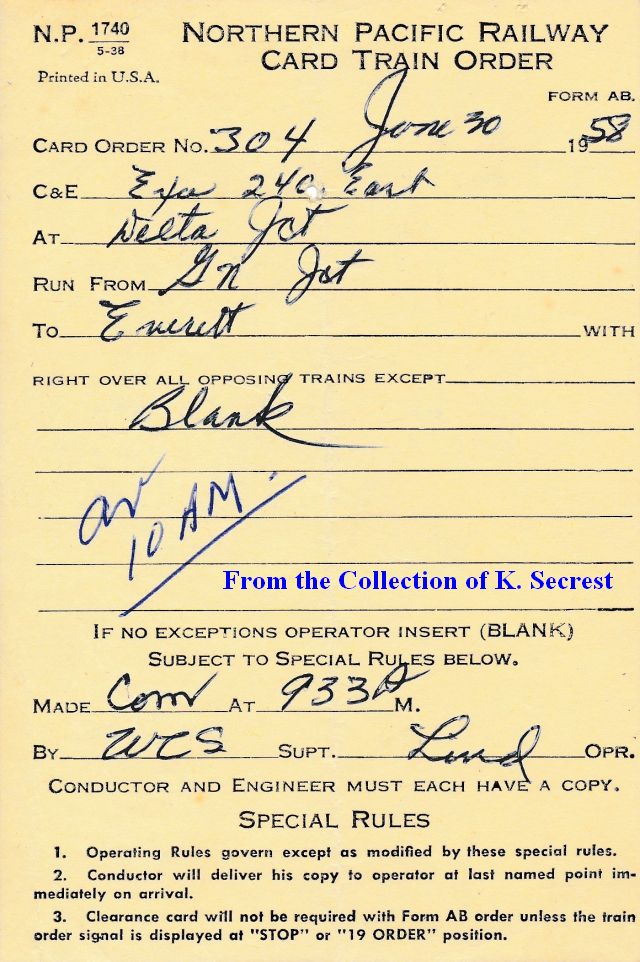 N.P. 1740
5-38
Printed in U.S.A.
NORTHERN PACIFIC RAILWAY
CARD TRAIN ORDER
FORM AB.
CARD ORDER NO. 304 June 30 1958
C&E Exa 240 East
AT Delta Jct
RUN FROM GN Jct
TO Everett WITH
RIGHT OVER ALL OPPOSING TRAINS EXCEPT
Blank
av
10 AM.
From the Collection of K. Secrest
IF NO EXCEPTIONS OPERATOR INSERT (BLANK)
SUBJECT TO SPECIAL RULES BELOW.
MADE Com AT 933A M.
BY WCS SUPT. Lund OPR.
CONDUCTOR AND ENGINEER MUST EACH HAVE A COPY.
SPECIAL RULES
1. Operating Rules govern except as modified by these special rules.
2. Conductor will deliver his copy to operator at last named point im-
mediately on arrival.
3. Clearance card will not be required with Form AB order unless the train
order signal is displayed at "STOP" or "19 ORDER" position.